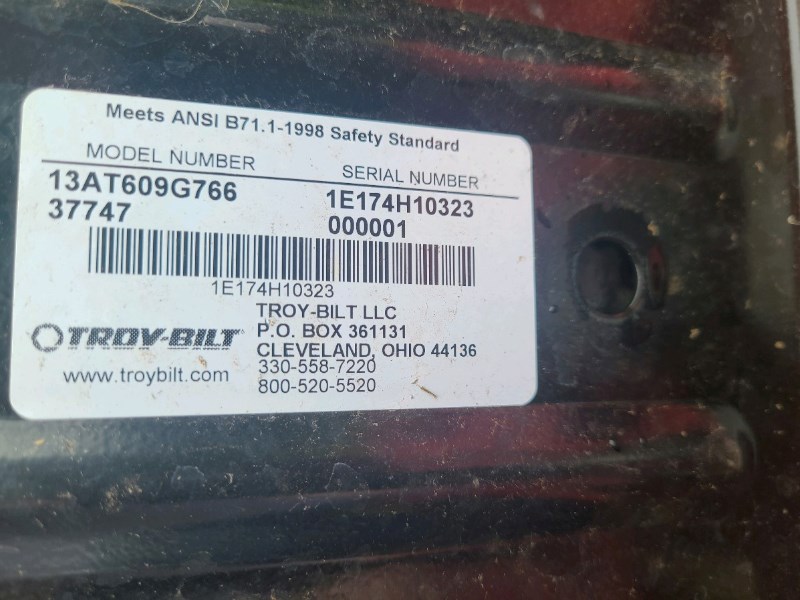 Meets ANSI B71.1-1998 Safety Standard
MODEL NUMBER SERIAL NUMBER
13AT609G766 1E174H10323
37747 000001
1E174H10323
TROY-BILT LLC
TROY-BILT® P.O. BOX 361131
CLEVELAND, OHIO 44136
www.troybilt.com 330-558-7220
800-520-5520